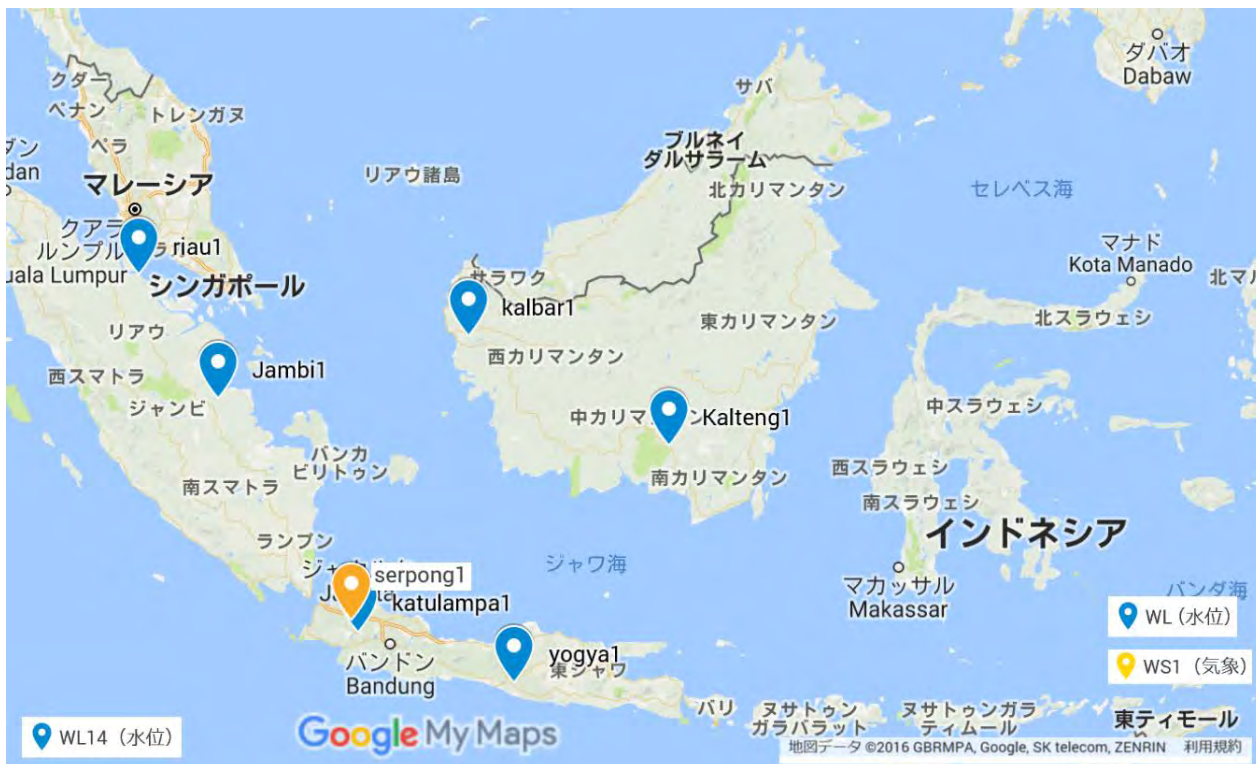 クダー
ペナン
トレンガヌ
ペラ
マレーシア
クアラ
ルンプル
riau1
uala Lumpur
シンガポール
リアウ
西スマトラ
ジャンビ
Jambi1
バンカ
ビリトゥン
南スマトラ
ランプン
リアウ諸島
サバ
ブルネイ
ダルサラーム
北カリマンタン
サラワク
kalbar1
東カリマンタン
西カリマンタン
Kalteng1
南カリマンタン
ダバオ
Dabaw
セレベス海
マナド
Kota Manado
北スラウェシ
中スラウェシ
西スラウェシ
南スラウェシ
インドネシア
マカッサル
Makassar
バンダ海
ジャワ海
serpong1
katulampa1
yogya1
バンドン
Bandung
東ジャワ
バリ
ヌサトゥン
ガラバラット
ヌサトゥンガラ
ティムール
東ティモール
WL（水位）
WS1（気象）
WL14（水位）
Google My Maps
地図データ ©2016 GBRMPA, Google, SK telecom, ZENRIN 利用規約